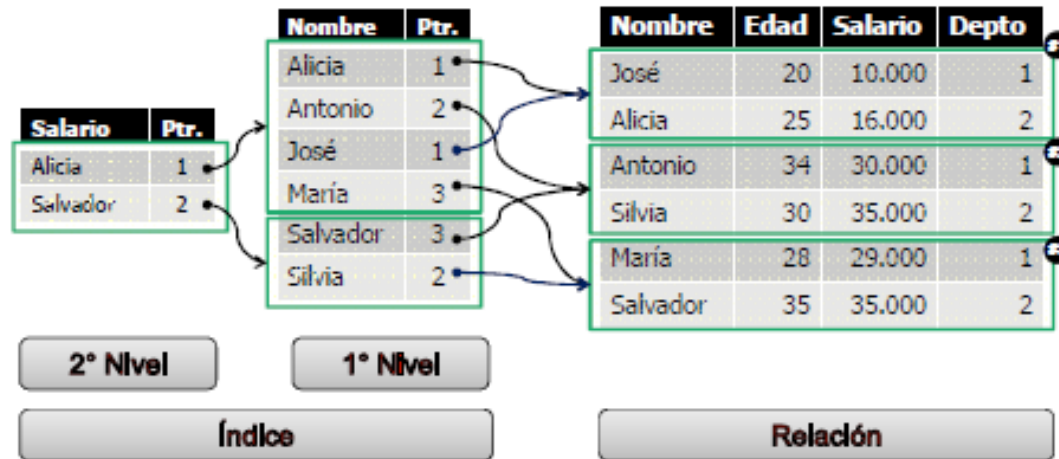 Salario Ptr.
Alicia 1
Salvador 2
Nombre Ptr.
Alicia 1
Antonio 2
José 1
María 3
Salvador 3
Silvia 2
Nombre Edad Salario Depto
José 20 10.000 1
Alicia 25 16.000 2
Antonio 34 30.000 1
Silvia 30 35.000 2
María 28 29.000 1
Salvador 35 35.000 2
2° Nivel
1° Nivel
Índice
Relación